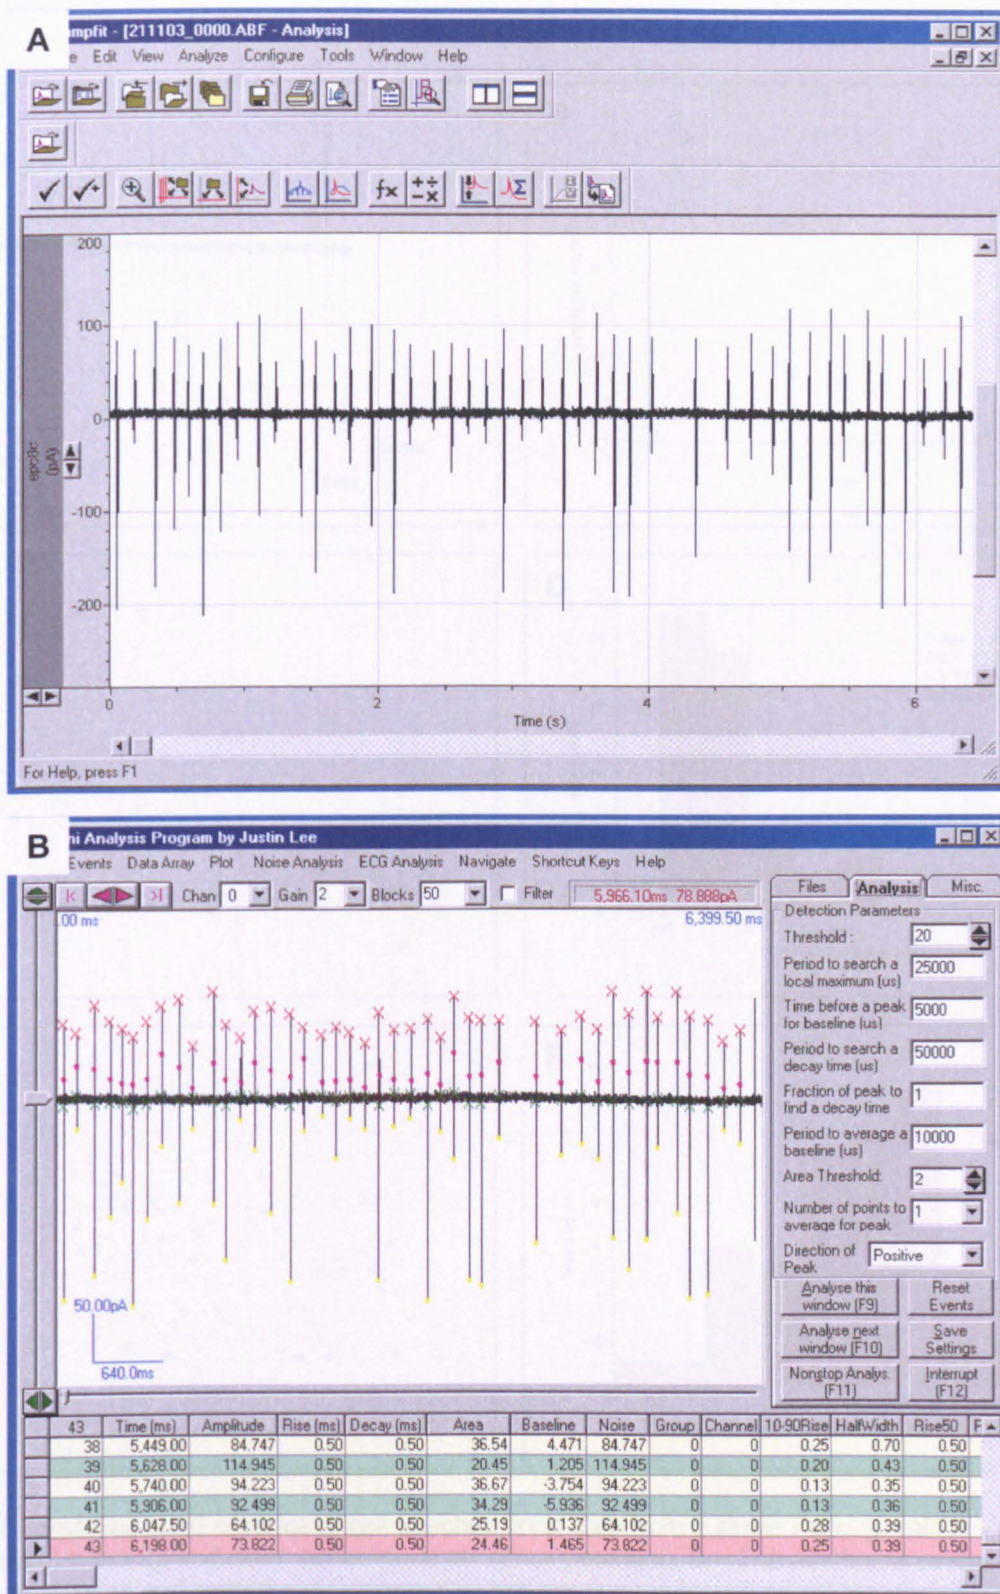 A
mpfit - [211103_0000.ABF - Analysis]
e Edit View Analyze Configure Tools Window Help
fx
200
100
0
-100
-200
epc8c
(pA)
0 2 4 6
Time (s)
For Help, press F1
B
ni Analysis Program by Justin Lee
Events Data Array Plot Noise Analysis ECG Analysis Navigate Shortcut Keys Help
Chan 0 Gain 2 Blocks 50 Filter 5,966.10ms 78.888pA
Files Analysis Misc.
.00 ms 6,399.50 ms
Detection Parameters
Threshold : 20
Period to search a
local maximum (us) 25000
Time before a peak
for baseline (us) 5000
Period to search a
decay time (us) 50000
Fraction of peak to
find a decay time 1
Period to average a
baseline (us) 10000
Area Threshold: 2
Number of points to
average for peak 1
Direction of
Peak Positive
Analyse this
window (F9)
Reset
Events
Analyse next
window (F10)
Save
Settings
Nonstop Analys.
(F11)
Interrupt
(F12)
50.00pA
640.0ms
43 Time (ms) Amplitude Rise (ms) Decay (ms) Area Baseline Noise Group Channel 10-90Rise HalfWidth Rise50 F
38 5,449.00 84.747 0.50 0.50 36.54 4.471 84.747 0 0 0.25 0.70 0.50
39 5,628.00 114.945 0.50 0.50 20.45 1.205 114.945 0 0 0.20 0.43 0.50
40 5,740.00 94.223 0.50 0.50 36.67 -3.754 94.223 0 0 0.13 0.35 0.50
41 5,906.00 92.499 0.50 0.50 34.29 -5.936 92.499 0 0 0.13 0.36 0.50
42 6,047.50 64.102 0.50 0.50 25.19 0.137 64.102 0 0 0.28 0.39 0.50
43 6,198.00 73.822 0.50 0.50 24.46 1.465 73.822 0 0 0.25 0.39 0.50